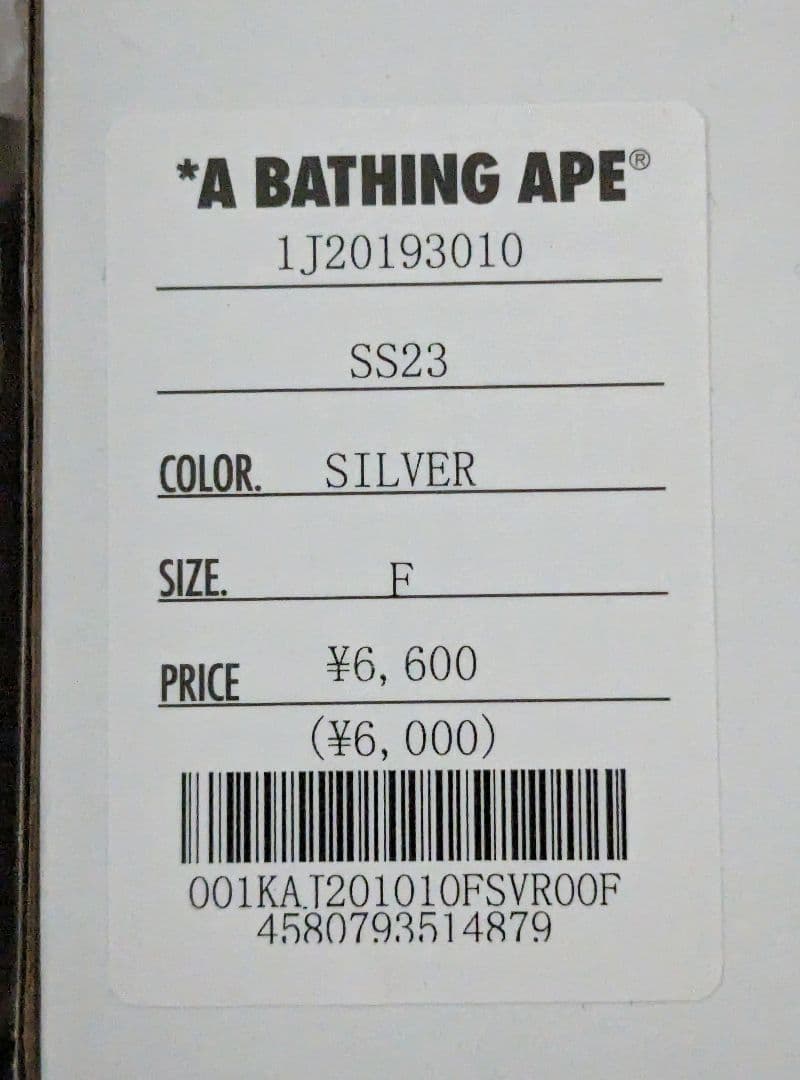 *A BATHING APE®
1J20193010
SS23
COLOR. SILVER
SIZE. F
PRICE ¥6,600
(¥6,000)
001KAJ201010FSVR00F
4580793514879